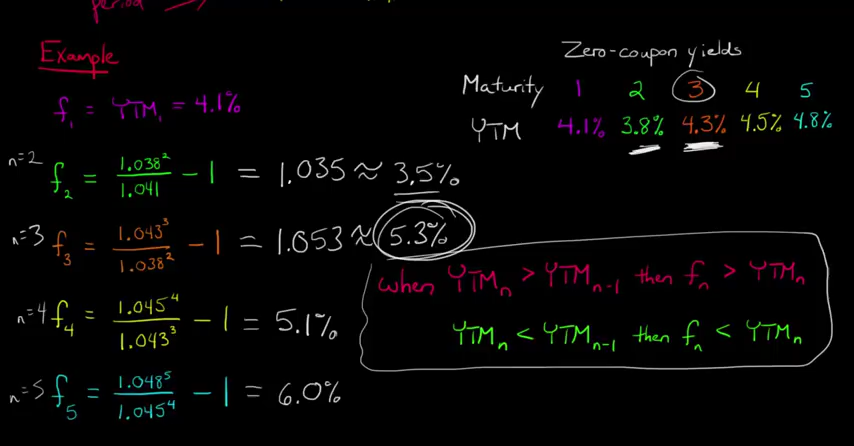 period →
Example
Zero-coupon yields
Maturity 1 2 3 4 5
YTM 4.1% 3.8% 4.3% 4.5% 4.8%
f₁ = YTM₁ = 4.1%
n=2 f₂ = 1.038²/1.041 − 1 = 1.035 ≈ 3.5%
n=3 f₃ = 1.043³/1.038² − 1 = 1.053 ≈ 5.3%
when YTMₙ > YTMₙ₋₁ then fₙ > YTMₙ
YTMₙ < YTMₙ₋₁ then fₙ < YTMₙ
n=4 f₄ = 1.045⁴/1.043³ − 1 = 5.1%
n=5 f₅ = 1.048⁵/1.045⁴ − 1 = 6.0%